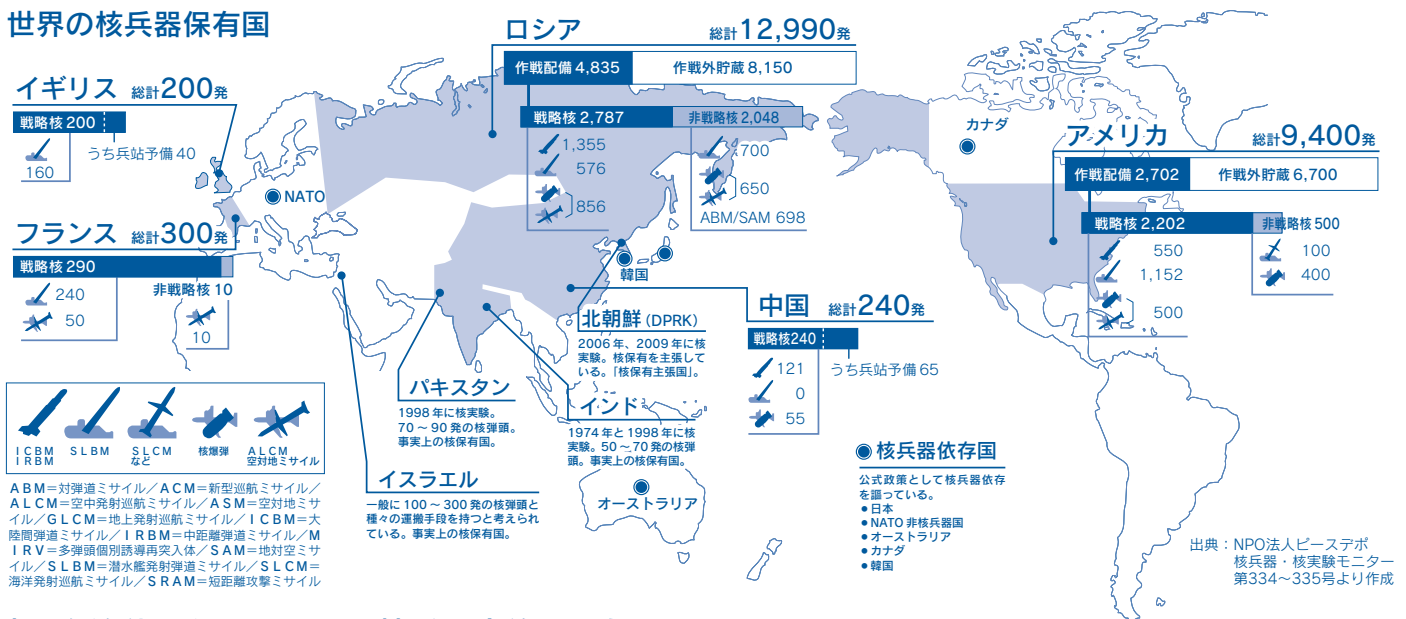 世界の核兵器保有国
イギリス 総計200発
戦略核 200
うち兵站予備 40
160
フランス 総計300発
戦略核 290
非戦略核 10
240
50
10
NATO
ロシア 総計12,990発
作戦配備 4,835 作戦外貯蔵 8,150
戦略核 2,787 非戦略核 2,048
1,355
576
856
700
650
ABM/SAM 698
カナダ
アメリカ 総計9,400発
作戦配備 2,702 作戦外貯蔵 6,700
戦略核 2,202 非戦略核 500
550
1,152
500
100
400
韓国
北朝鮮 (DPRK)
2006年、2009年に核
実験。核保有を主張して
いる。「核保有主張国」。
中国 総計240発
戦略核240
うち兵站予備 65
121
0
55
パキスタン
1998年に核実験。
70〜90発の核弾頭。
事実上の核保有国。
インド
1974年と1998年に核
実験。50〜70発の核弾
頭。事実上の核保有国。
イスラエル
一般に100〜300発の核弾頭と
種々の運搬手段を持つと考えられ
ている。事実上の核保有国。
オーストラリア
核兵器依存国
公式政策として核兵器依存
を謳っている。
●日本
●NATO非核兵器国
●オーストラリア
●カナダ
●韓国
ICBM
IRBM
SLBM
SLCM
など
核爆弾
ALCM
空対地ミサイル
ABM=対弾道ミサイル/ACM=新型巡航ミサイル/
ALCM=空中発射巡航ミサイル/ASM=空対地ミサ
イル/GLCM=地上発射巡航ミサイル/ICBM=大
陸間弾道ミサイル/IRBM=中距離弾道ミサイル/M
IRV=多弾頭個別誘導再突入体/SAM=地対空ミサ
イル/SLBM=潜水艦発射弾道ミサイル/SLCM=
海洋発射巡航ミサイル/SRAM=短距離攻撃ミサイル
出典:NPO法人ピースデポ
核兵器・核実験モニター
第334〜335号より作成